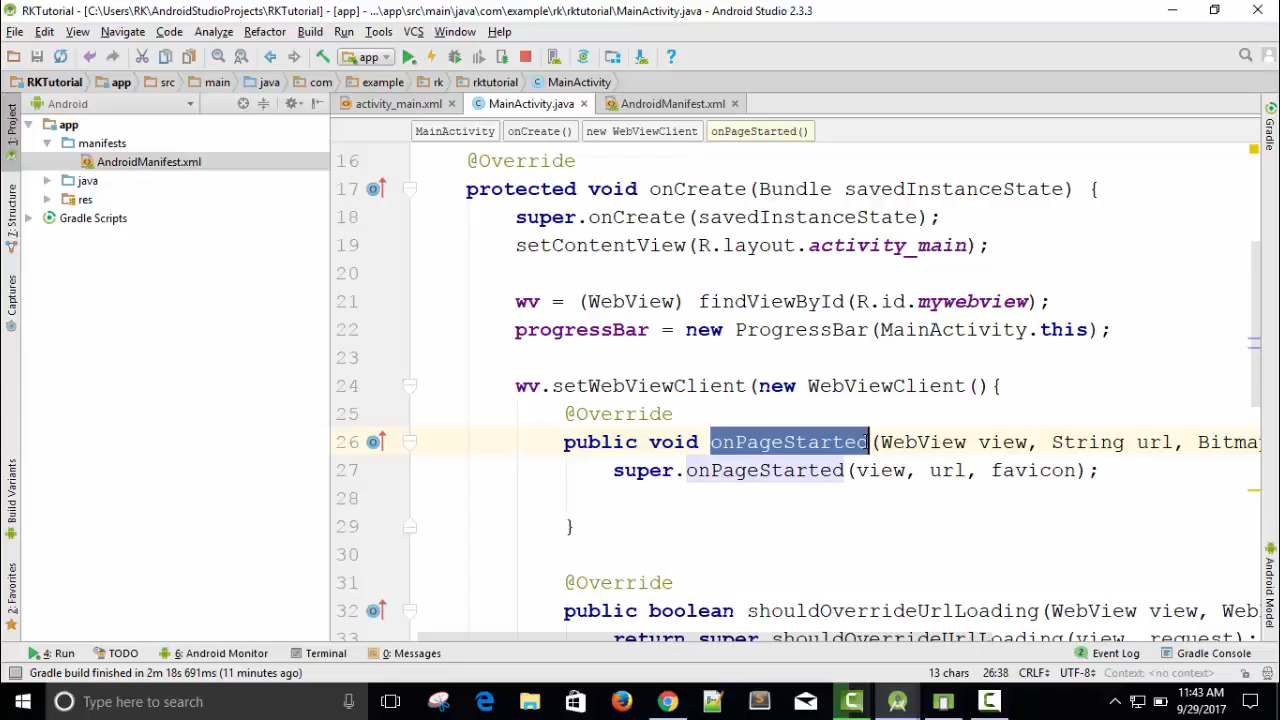 RKTutorial - [C:\Users\RK\AndroidStudioProjects\RKTutorial] - [app] - ...\app\src\main\java\com\example\rk\rktutorial\MainActivity.java - Android Studio 2.3.3
File Edit View Navigate Code Analyze Refactor Build Run Tools VCS Window Help
app
RKTutorial app src main java com example rk rktutorial MainActivity
1: Project
Android
activity_main.xml MainActivity.java AndroidManifest.xml
Gradle
MainActivity onCreate() new WebViewClient onPageStarted()
app
manifests
AndroidManifest.xml
java
res
Gradle Scripts
7: Structure
Captures
Build Variants
2: Favorites
Android Model
16 @Override
17 protected void onCreate(Bundle savedInstanceState) {
18 super.onCreate(savedInstanceState);
19 setContentView(R.layout.activity_main);
20
21 wv = (WebView) findViewById(R.id.mywebview);
22 progressBar = new ProgressBar(MainActivity.this);
23
24 wv.setWebViewClient(new WebViewClient(){
25 @Override
26 public void onPageStarted(WebView view, String url, Bitma
27 super.onPageStarted(view, url, favicon);
28
29 }
30
31 @Override
32 public boolean shouldOverrideUrlLoading(WebView view, Web
33 return super.shouldOverrideUrlLoading(view, request);
4: Run TODO 6: Android Monitor Terminal 0: Messages 2 Event Log Gradle Console
Gradle build finished in 2m 18s 691ms (11 minutes ago) 13 chars 26:38 CRLF÷ UTF-8÷ Context: <no context>
Type here to search
11:43 AM
9/29/2017